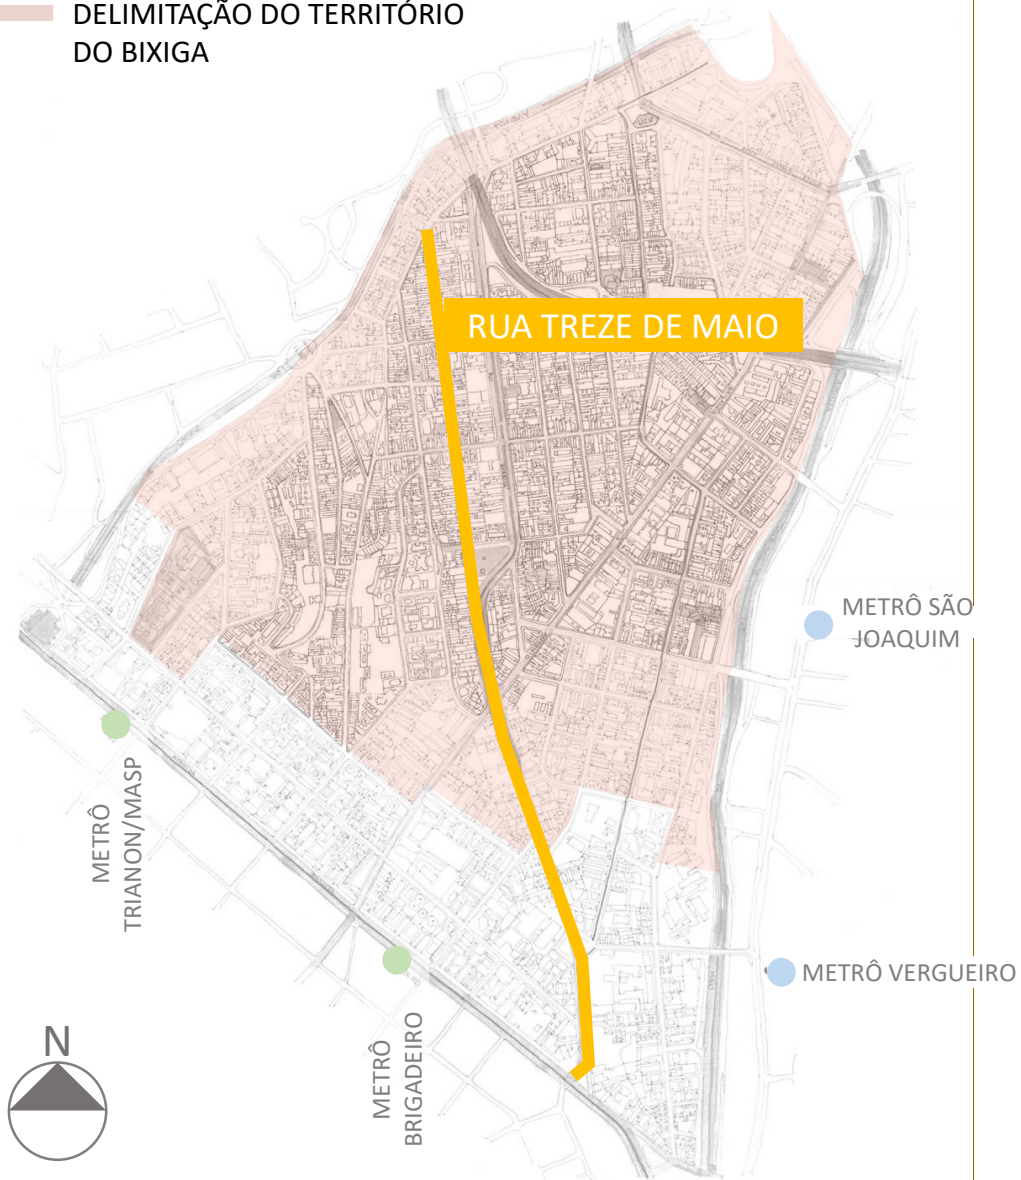 DELIMITAÇÃO DO TERRITÓRIO
DO BIXIGA
RUA TREZE DE MAIO
METRÔ SÃO
JOAQUIM
METRÔ
TRIANON/MASP
METRÔ VERGUEIRO
METRÔ
BRIGADEIRO
N